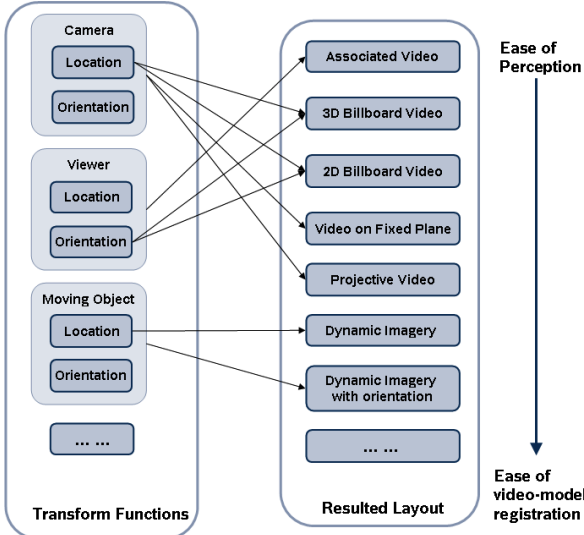 Camera
Location
Orientation
Viewer
Location
Orientation
Moving Object
Location
Orientation
... ...
Transform Functions
Associated Video
3D Billboard Video
2D Billboard Video
Video on Fixed Plane
Projective Video
Dynamic Imagery
Dynamic Imagery
with orientation
... ...
Resulted Layout
Ease of
Perception
Ease of
video-model
registration